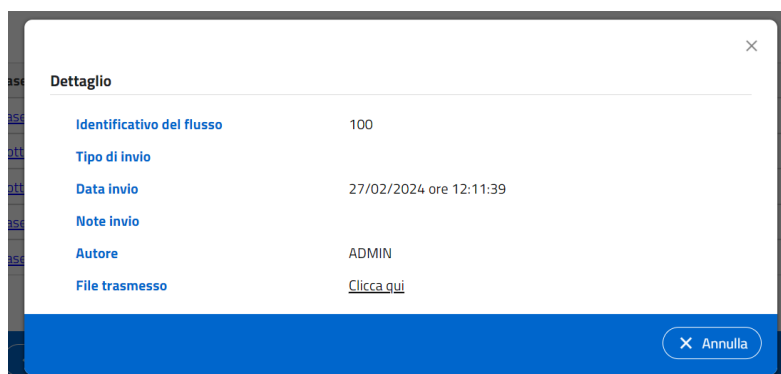 Dettaglio
Identificativo del flusso 100
Tipo di invio
Data invio 27/02/2024 ore 12:11:39
Note invio
Autore ADMIN
File trasmesso Clicca qui
Annulla